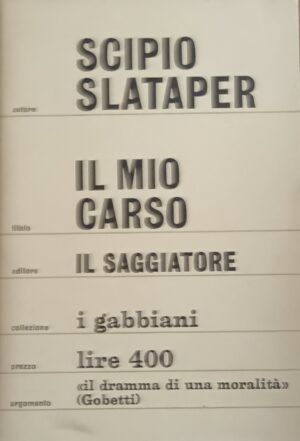 SCIPIO
autore SLATAPER
IL MIO
titolo CARSO
editore IL SAGGIATORE
collezione i gabbiani
prezzo lire 400
«il dramma di una moralità»
argomento (Gobetti)